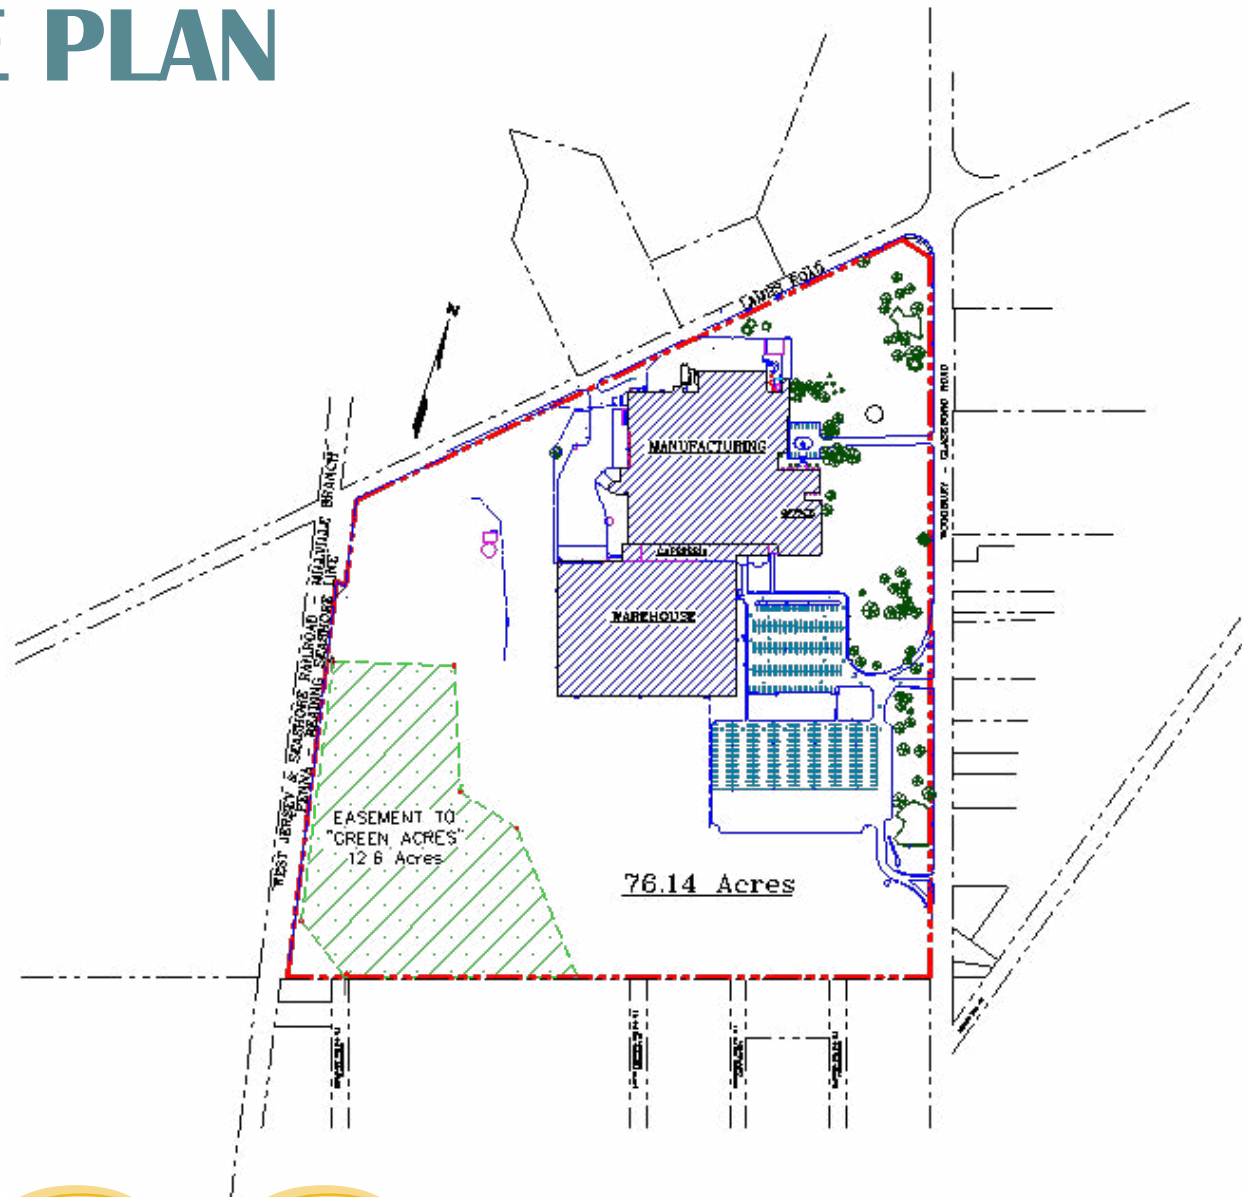 E PLAN
LAMBS ROAD
N
MANUFACTURING
OFFICE
CAFETERIA
WAREHOUSE
WOODBURY - GLASSBORO ROAD
WEST JERSEY & SEASHORE RAILROAD - MILLVILLE BRANCH
PENNA - READING SEASHORE LINE
EASEMENT TO
"GREEN ACRES"
12.6 Acres
76.14 Acres